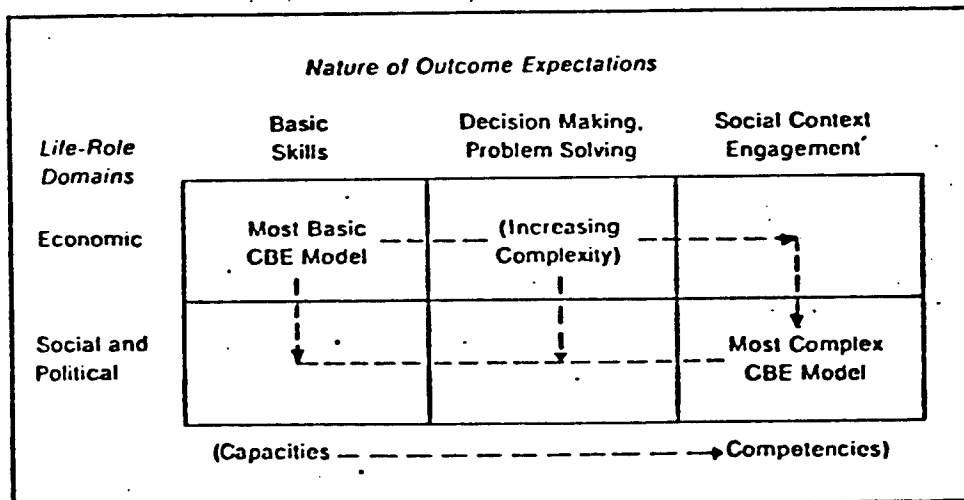 Nature of Outcome Expectations
Basic
Skills
Decision Making,
Problem Solving
Social Context
Engagement
Life-Role
Domains
Economic
Most Basic
CBE Model
(Increasing
Complexity)
Social and
Political
Most Complex
CBE Model
(Capacities
Competencies)